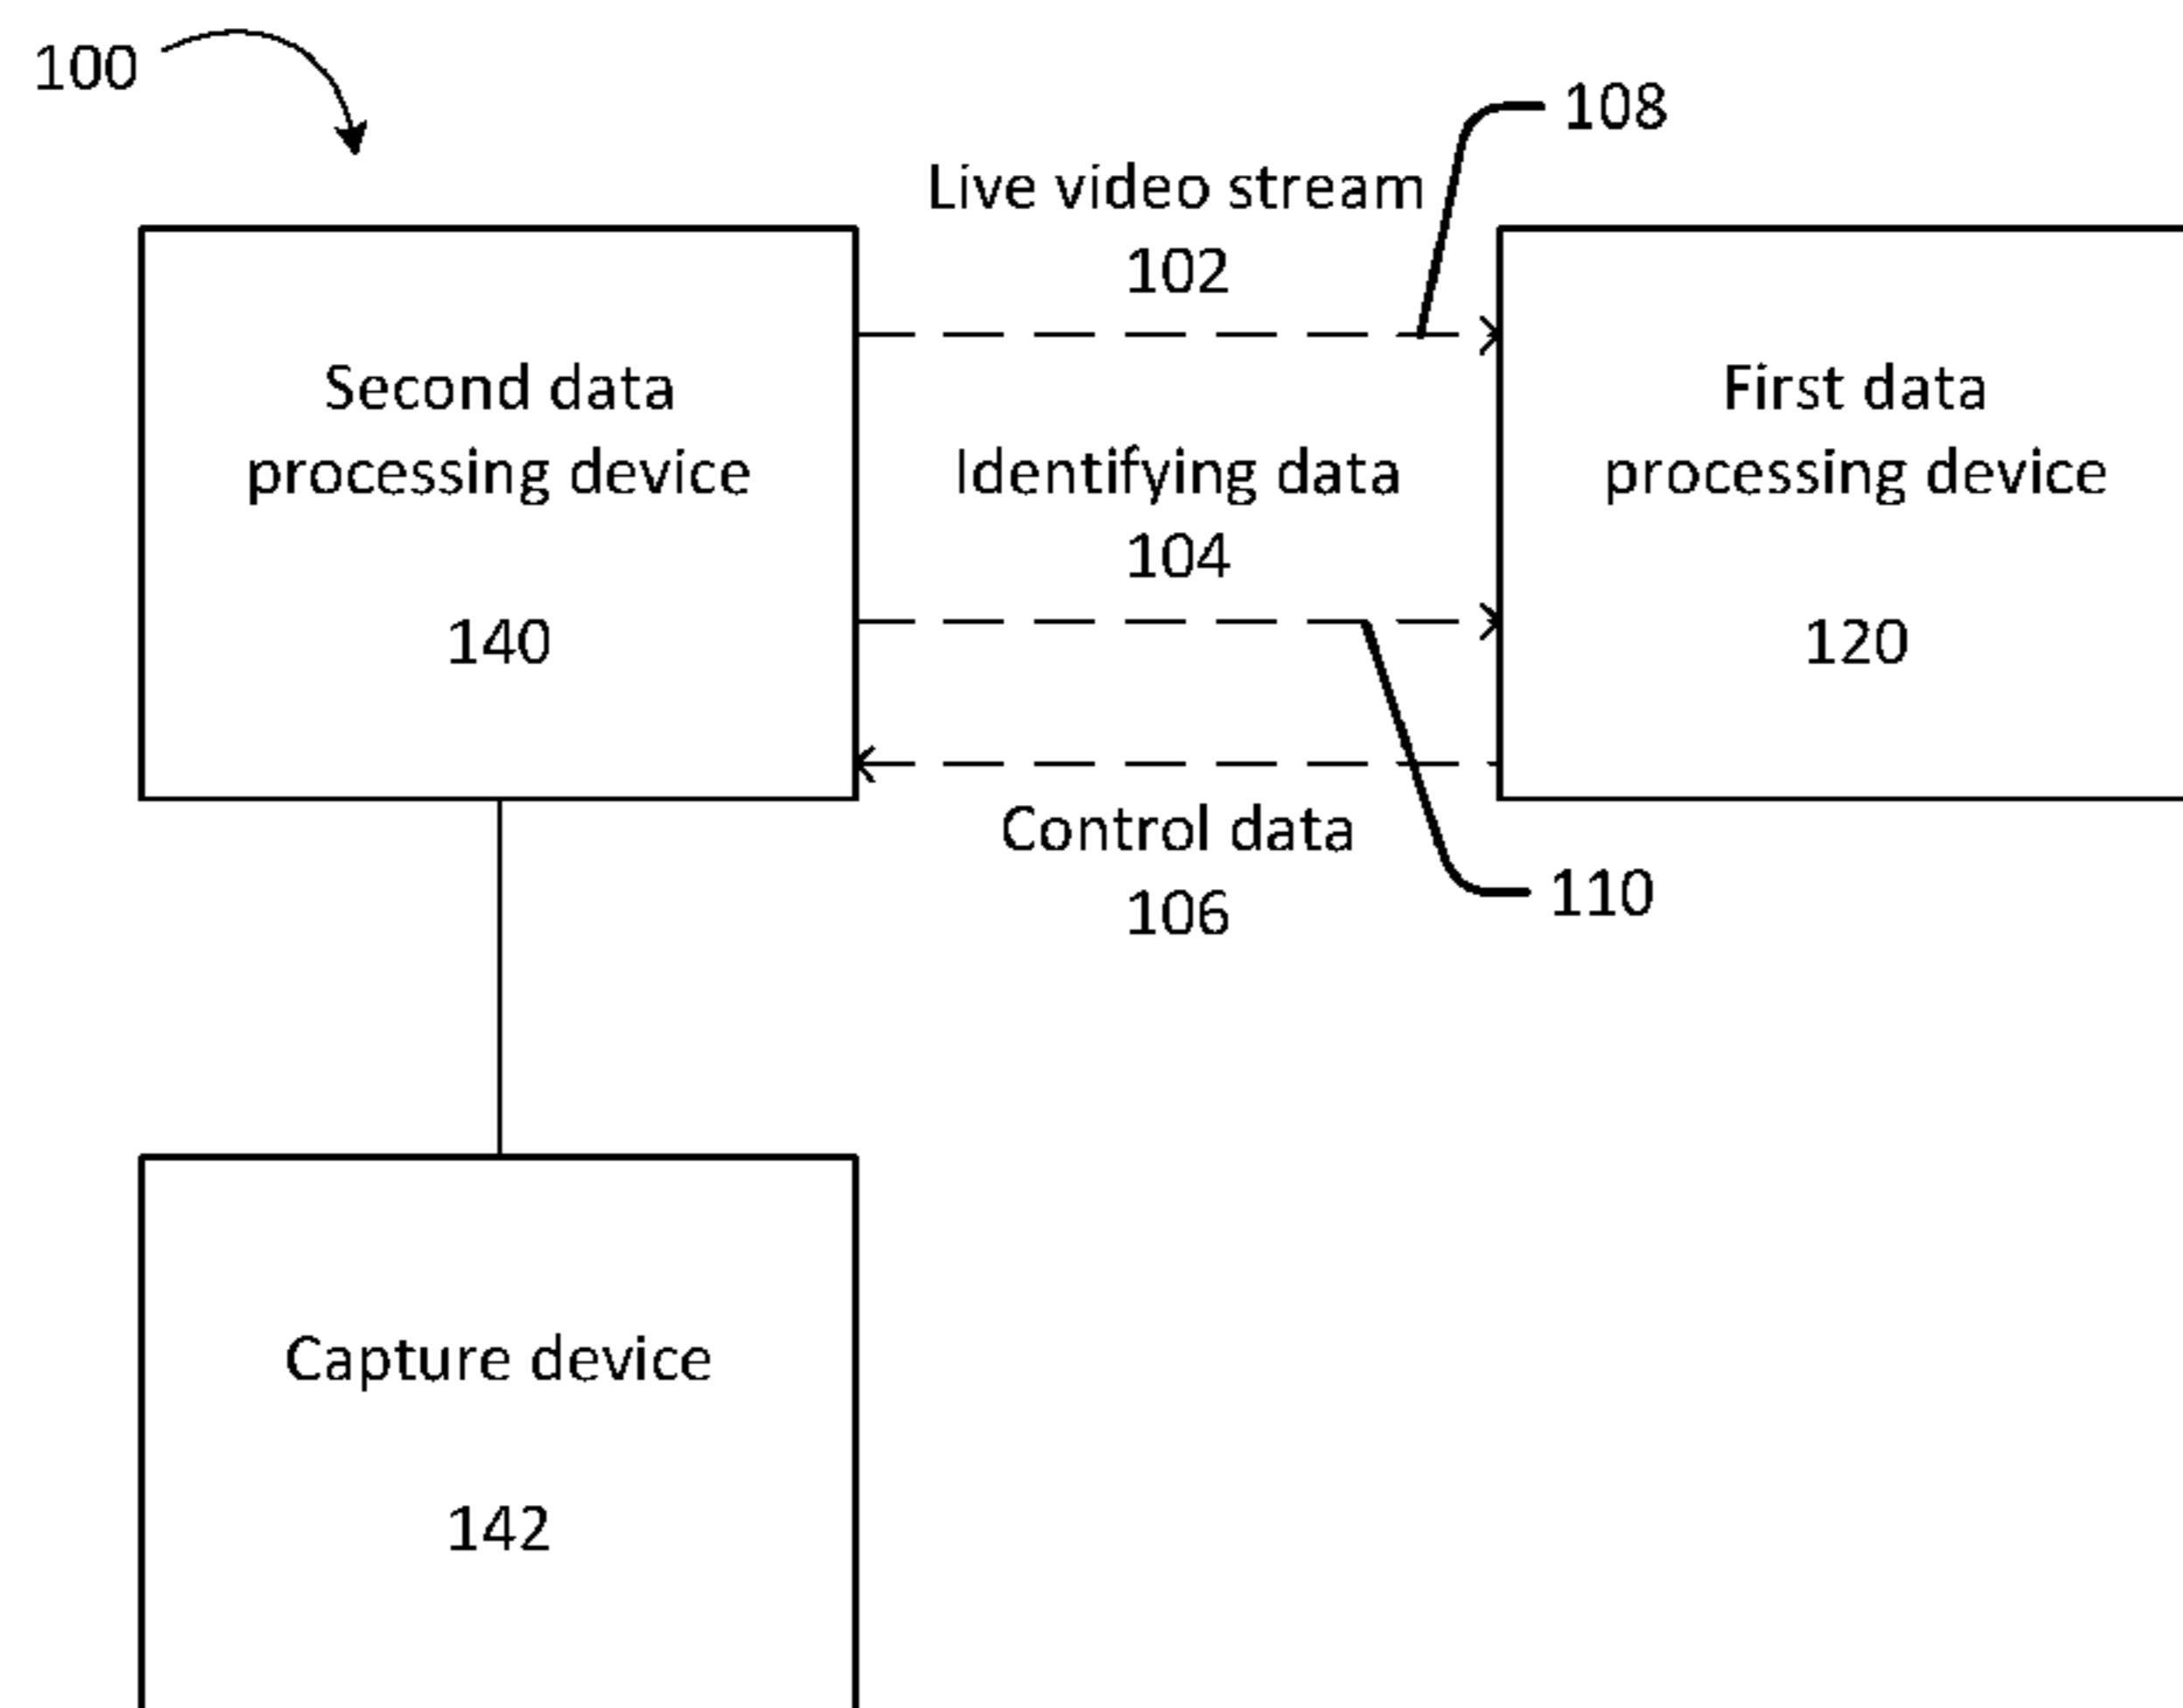 100
108
Live video stream
102
Second data
processing device
140
Identifying data
104
First data
processing device
120
Control data
106
110
Capture device
142